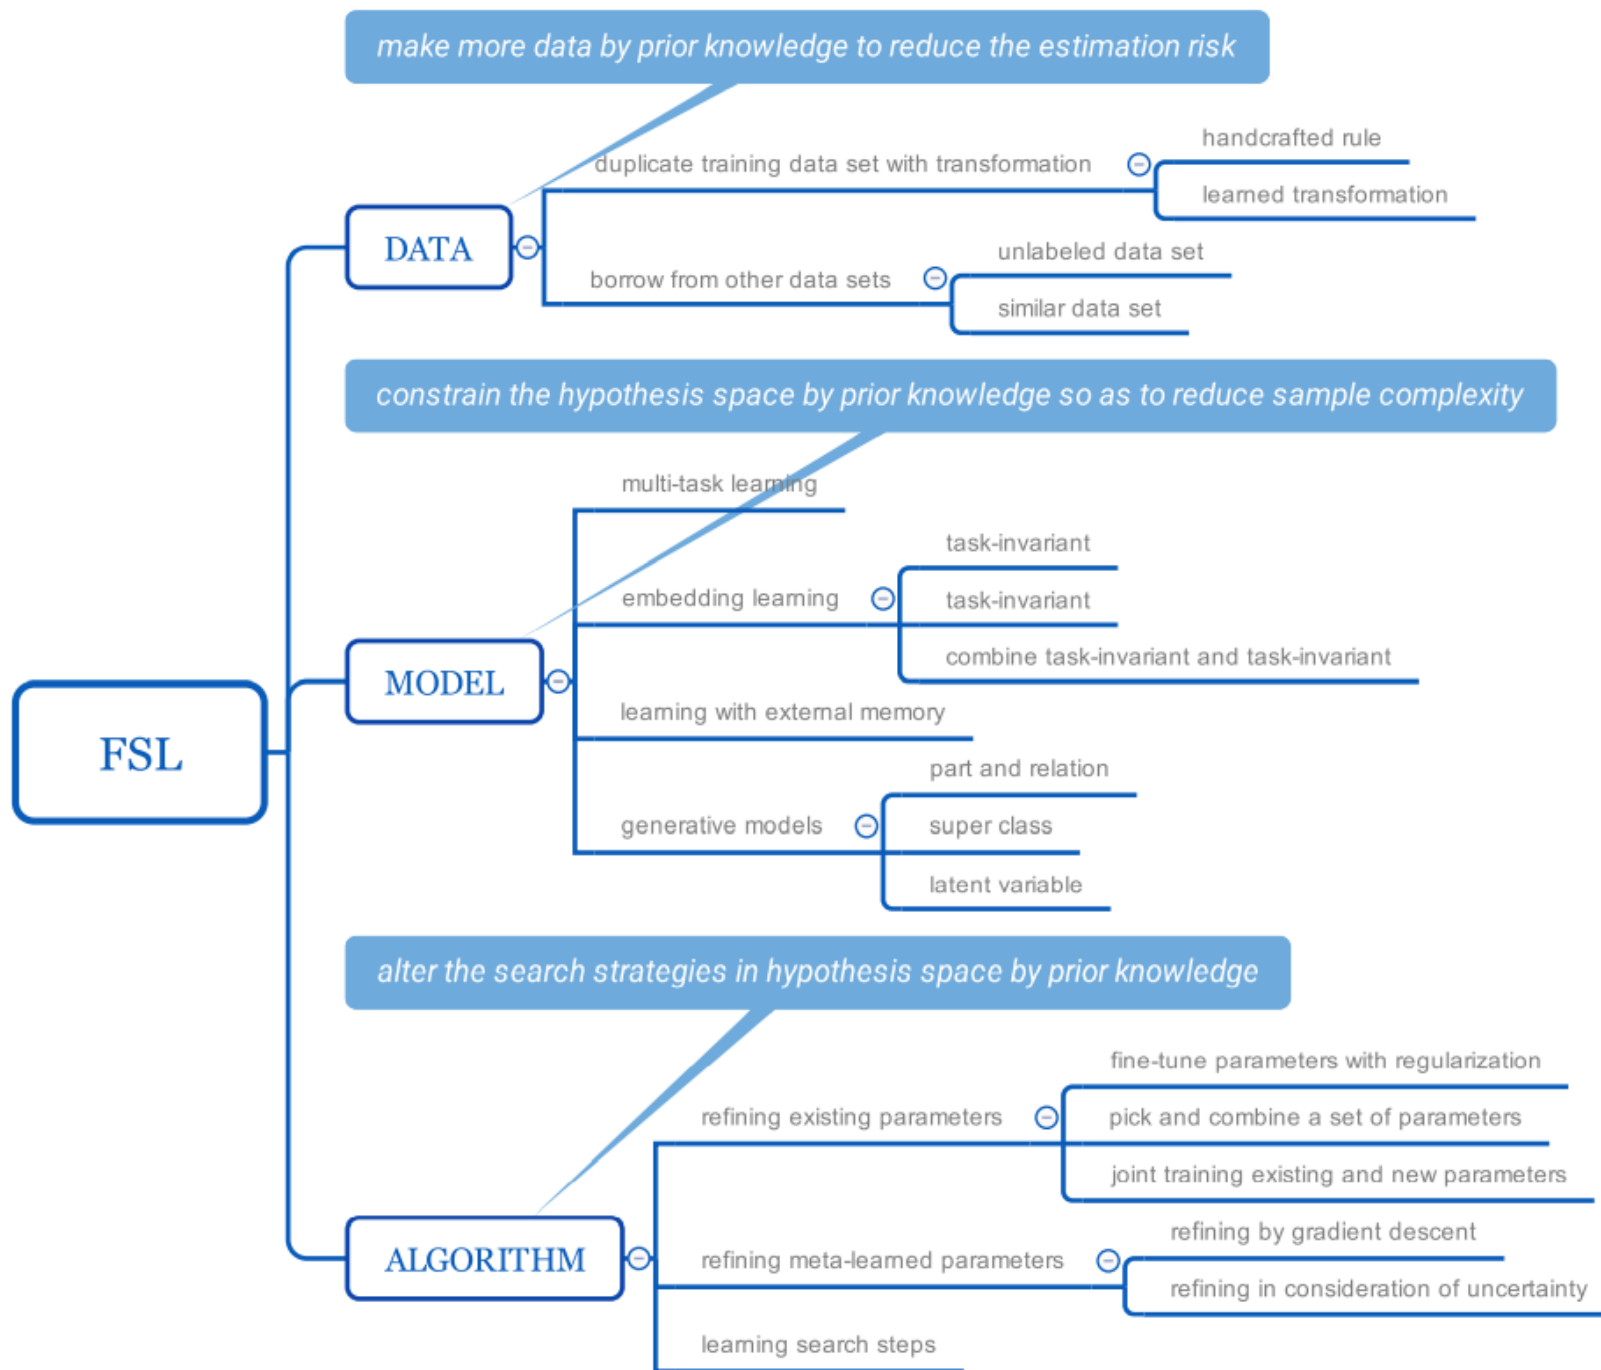 make more data by prior knowledge to reduce the estimation risk
handcrafted rule
duplicate training data set with transformation
learned transformation
DATA
unlabeled data set
borrow from other data sets
similar data set
constrain the hypothesis space by prior knowledge so as to reduce sample complexity
multi-task learning
task-invariant
embedding learning
task-invariant
combine task-invariant and task-invariant
MODEL
learning with external memory
FSL
part and relation
generative models
super class
latent variable
alter the search strategies in hypothesis space by prior knowledge
fine-tune parameters with regularization
refining existing parameters
pick and combine a set of parameters
joint training existing and new parameters
ALGORITHM
refining by gradient descent
refining meta-learned parameters
refining in consideration of uncertainty
learning search steps